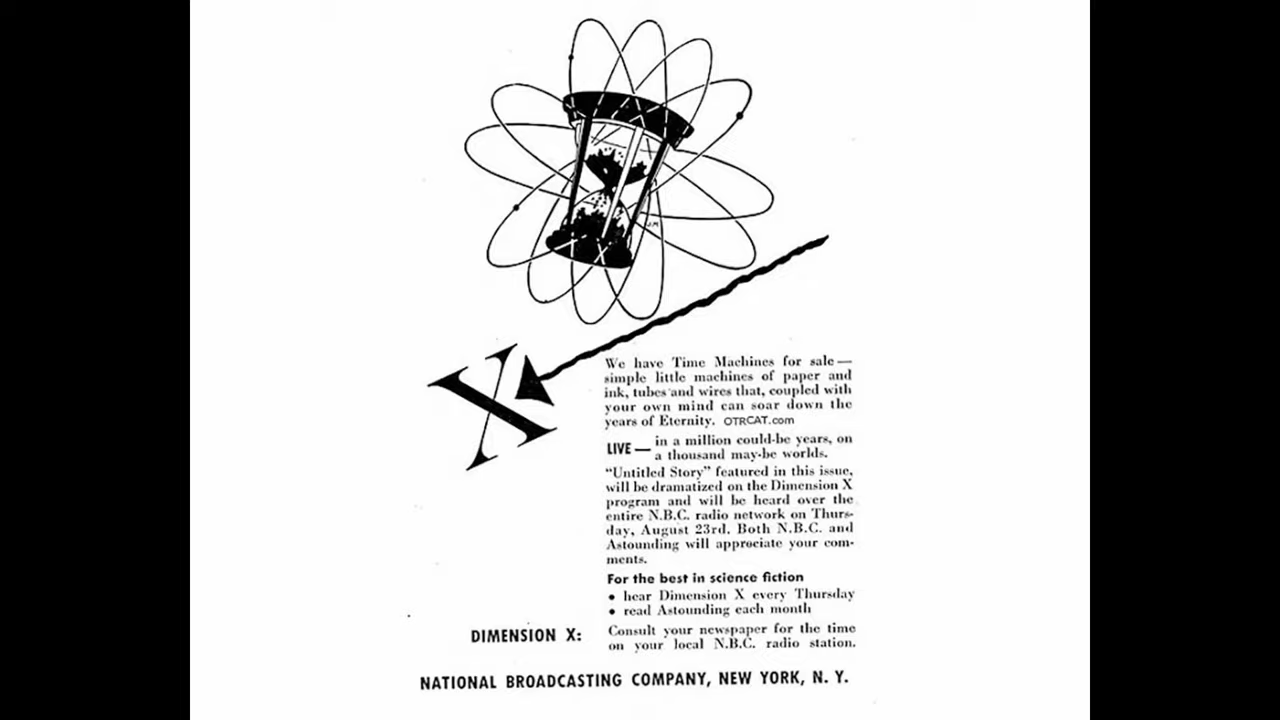 JM
X
We have Time Machines for sale —
simple little machines of paper and
ink, tubes and wires that, coupled with
your own mind can soar down the
years of Eternity. OTRCAT.com
LIVE — in a million could-be years, on
a thousand may-be worlds.
"Untitled Story" featured in this issue,
will be dramatized on the Dimension X
program and will be heard over the
entire N.B.C. radio network on Thurs-
day, August 23rd. Both N.B.C. and
Astounding will appreciate your com-
ments.
For the best in science fiction
• hear Dimension X every Thursday
• read Astounding each month
DIMENSION X: Consult your newspaper for the time
on your local N.B.C. radio station.
NATIONAL BROADCASTING COMPANY, NEW YORK, N. Y.